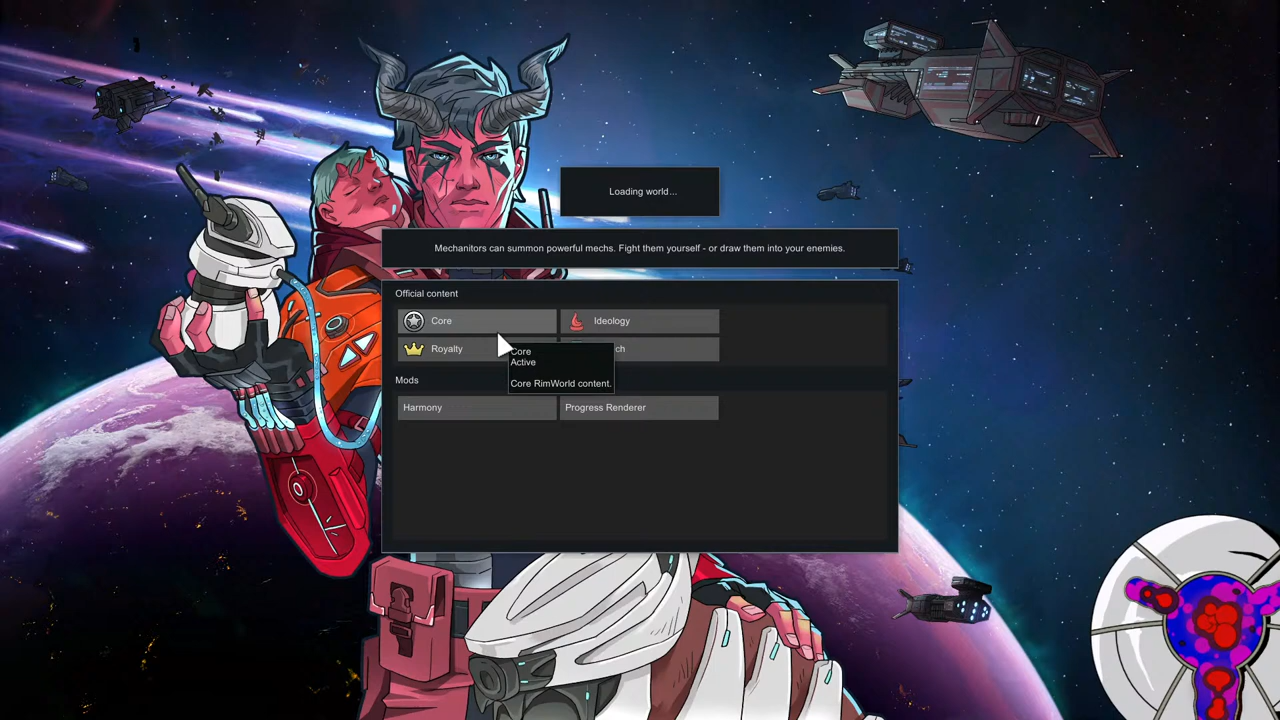 Loading world...
Mechanitors can summon powerful mechs. Fight them yourself - or draw them into your enemies.
Official content
Core
Ideology
Royalty
ch
Core
Active
Core RimWorld content.
Mods
Harmony
Progress Renderer